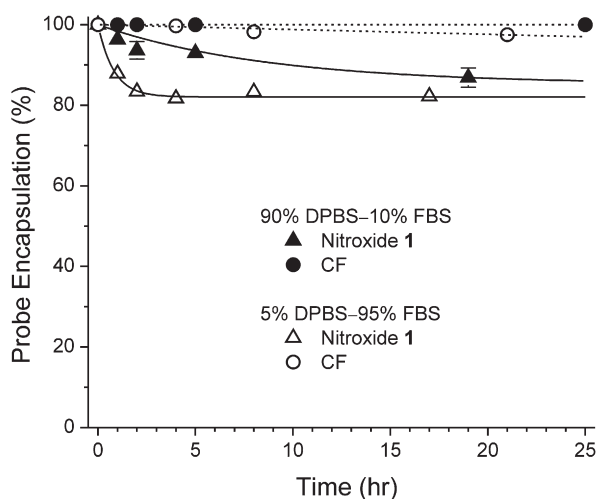 100
80
60
40
20
0
Probe Encapsulation (%)
90% DPBS–10% FBS
Nitroxide 1
CF
5% DPBS–95% FBS
Nitroxide 1
CF
0 5 10 15 20 25
Time (hr)